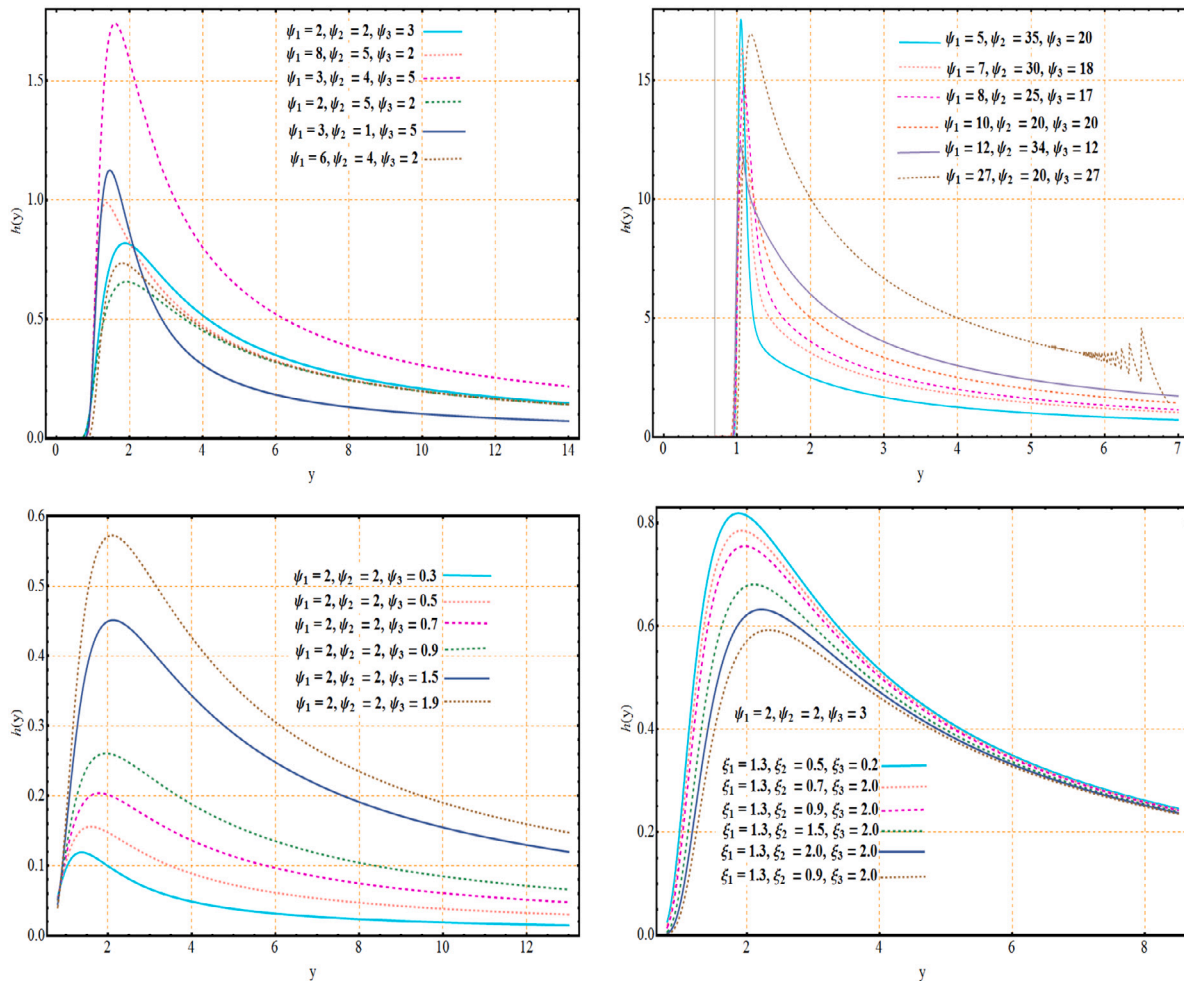 ψ₁ = 2, ψ₂ = 2, ψ₃ = 3
ψ₁ = 8, ψ₂ = 5, ψ₃ = 2
ψ₁ = 3, ψ₂ = 4, ψ₃ = 5
ψ₁ = 2, ψ₂ = 5, ψ₃ = 2
ψ₁ = 3, ψ₂ = 1, ψ₃ = 5
ψ₁ = 6, ψ₂ = 4, ψ₃ = 2
1.5
1.0
0.5
0.0
h(y)
0 2 4 6 8 10 12 14
y
ψ₁ = 5, ψ₂ = 35, ψ₃ = 20
ψ₁ = 7, ψ₂ = 30, ψ₃ = 18
ψ₁ = 8, ψ₂ = 25, ψ₃ = 17
ψ₁ = 10, ψ₂ = 20, ψ₃ = 20
ψ₁ = 12, ψ₂ = 34, ψ₃ = 12
ψ₁ = 27, ψ₂ = 20, ψ₃ = 27
15
10
5
0
h(y)
0 1 2 3 4 5 6 7
y
0.6
0.5
0.4
0.3
0.2
0.1
0.0
h(y)
ψ₁ = 2, ψ₂ = 2, ψ₃ = 0.3
ψ₁ = 2, ψ₂ = 2, ψ₃ = 0.5
ψ₁ = 2, ψ₂ = 2, ψ₃ = 0.7
ψ₁ = 2, ψ₂ = 2, ψ₃ = 0.9
ψ₁ = 2, ψ₂ = 2, ψ₃ = 1.5
ψ₁ = 2, ψ₂ = 2, ψ₃ = 1.9
2 4 6 8 10 12
y
0.8
0.6
0.4
0.2
0.0
h(y)
ψ₁ = 2, ψ₂ = 2, ψ₃ = 3
ξ₁ = 1.3, ξ₂ = 0.5, ξ₃ = 0.2
ξ₁ = 1.3, ξ₂ = 0.7, ξ₃ = 2.0
ξ₁ = 1.3, ξ₂ = 0.9, ξ₃ = 2.0
ξ₁ = 1.3, ξ₂ = 1.5, ξ₃ = 2.0
ξ₁ = 1.3, ξ₂ = 2.0, ξ₃ = 2.0
ξ₁ = 1.3, ξ₂ = 0.9, ξ₃ = 2.0
2 4 6 8
y